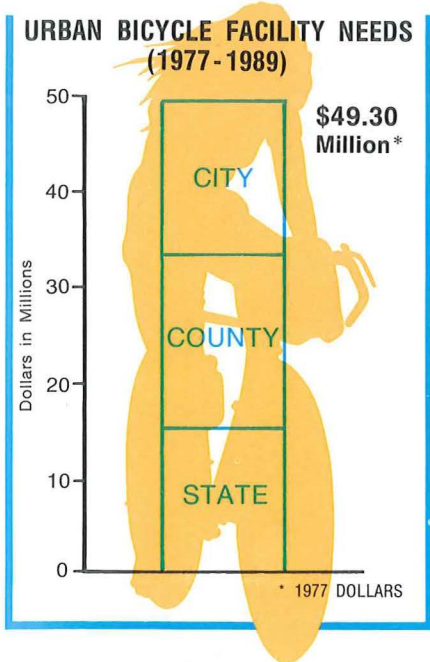 URBAN BICYCLE FACILITY NEEDS
(1977-1989)
50
$49.30
Million*
CITY
40
30
Dollars in Millions
COUNTY
20
10
STATE
0
* 1977 DOLLARS